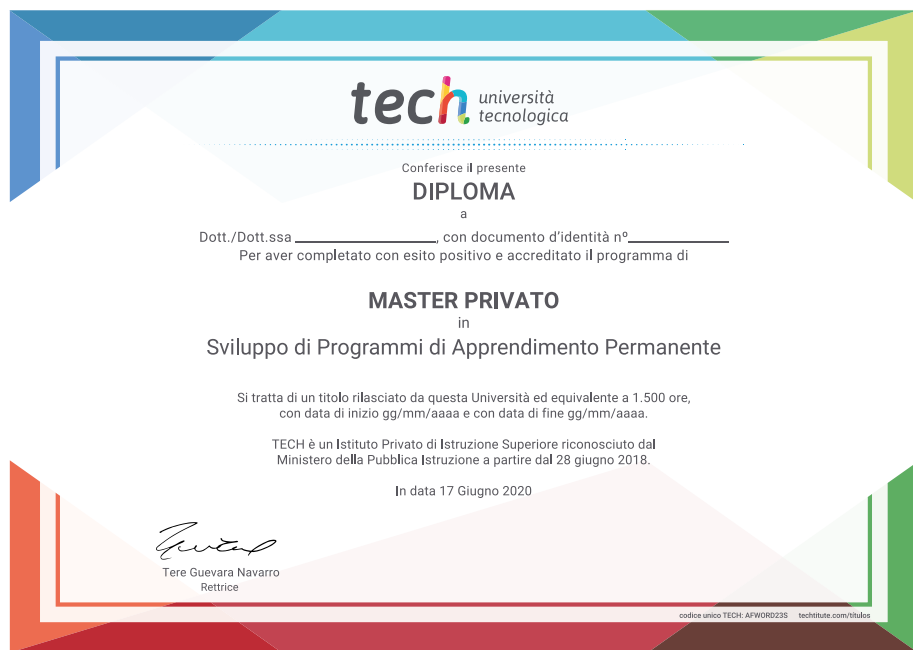 tech università
tecnologica
Conferisce il presente
DIPLOMA
a
Dott./Dott.ssa ________________, con documento d'identità nº____________
Per aver completato con esito positivo e accreditato il programma di
MASTER PRIVATO
in
Sviluppo di Programmi di Apprendimento Permanente
Si tratta di un titolo rilasciato da questa Università ed equivalente a 1.500 ore,
con data di inizio gg/mm/aaaa e con data di fine gg/mm/aaaa.
TECH è un Istituto Privato di Istruzione Superiore riconosciuto dal
Ministero della Pubblica Istruzione a partire dal 28 giugno 2018.
In data 17 Giugno 2020
Tere Guevara Navarro
Rettrice
codice unico TECH: AFWORD23S techtitute.com/titulos